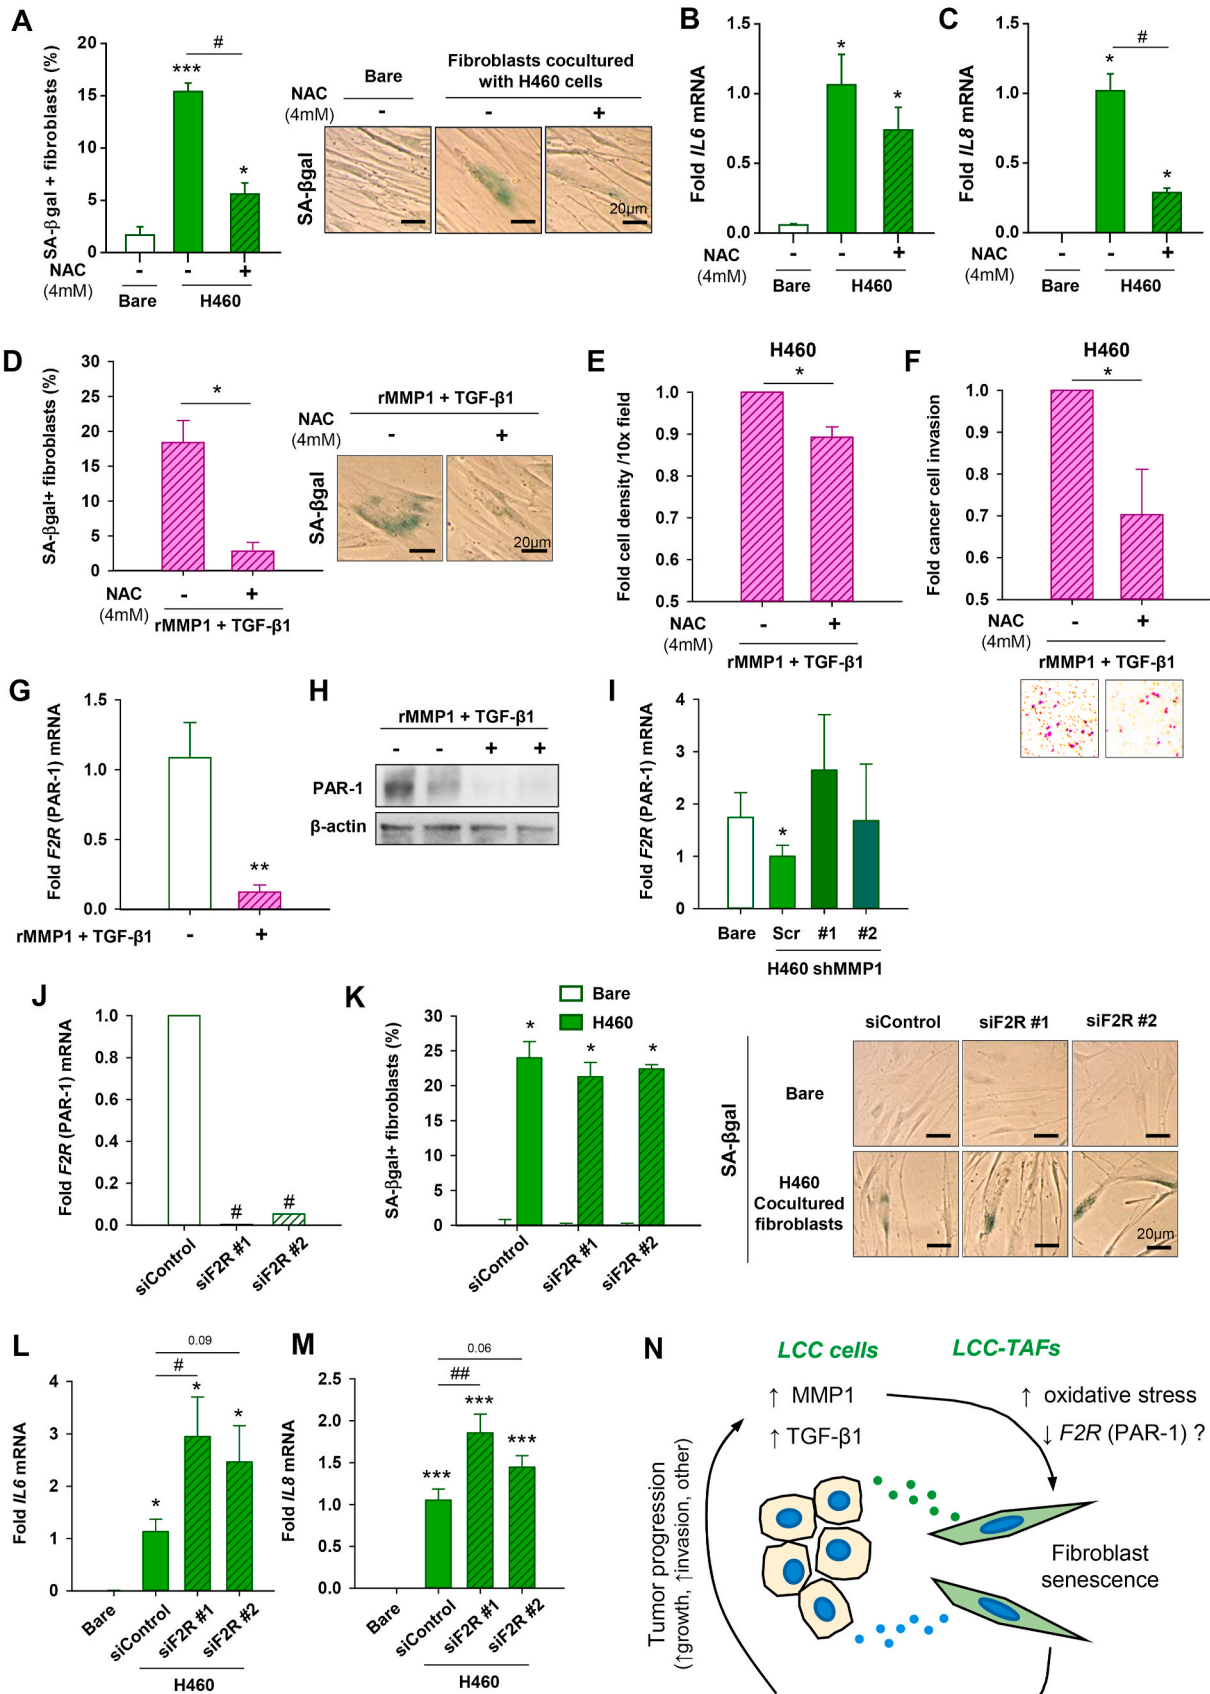 A
SA-βgal + fibroblasts (%)
20
15
10
5
0
***
#
*
NAC
(4mM)
- - +
Bare H460
Bare
Fibroblasts cocultured
with H460 cells
NAC
(4mM)
- - +
SA-βgal
20μm
B
Fold IL6 mRNA
1.5
1.0
0.5
0.0
*
*
NAC
(4mM)
- - +
Bare H460
C
Fold IL8 mRNA
1.5
1.0
0.5
0.0
*
#
*
NAC
(4mM)
- - +
Bare H460
D
SA-βgal+ fibroblasts (%)
30
20
15
10
5
0
*
NAC
(4mM)
- +
rMMP1 + TGF-β1
rMMP1 + TGF-β1
NAC
(4mM)
- +
SA-βgal
20μm
E
H460
Fold cell density /10x field
1.0
0.9
0.8
0.7
0.6
0.5
*
NAC
(4mM)
- +
rMMP1 + TGF-β1
F
H460
Fold cancer cell invasion
1.0
0.8
0.7
0.7
0.6
0.5
*
NAC
(4mM)
- +
rMMP1 + TGF-β1
G
Fold F2R (PAR-1) mRNA
1.5
1.0
0.5
0.0
**
rMMP1 + TGF-β1 - +
H
rMMP1 + TGF-β1
- - + +
PAR-1
β-actin
I
Fold F2R (PAR-1) mRNA
4
3
2
1
0
*
Bare Scr #1 #2
H460 shMMP1
J
Fold F2R (PAR-1) mRNA
1.0
0.8
0.6
0.4
0.2
0.0
# #
siControl
siF2R #1
siF2R #2
K
Bare
H460
SA-βgal+ fibroblasts (%)
30
25
20
15
10
5
0
* * *
siControl
siF2R #1
siF2R #2
siControl siF2R #1 siF2R #2
SA-βgal
Bare
H460
Cocultured
fibroblasts
20μm
L
Fold IL6 mRNA
4
3
2
1
0
0.09
#
* * *
Bare
siControl
siF2R #1
siF2R #2
H460
M
Fold IL8 mRNA
2.5
2.0
1.5
1.0
0.5
0.0
0.06
##
*** *** ***
Bare
siControl
siF2R #1
siF2R #2
H460
N
LCC cells LCC-TAFs
↑ MMP1
↑ TGF-β1
↑ oxidative stress
↓ F2R (PAR-1) ?
Tumor progression
(↑growth, ↑invasion, other)
Fibroblast
senescence